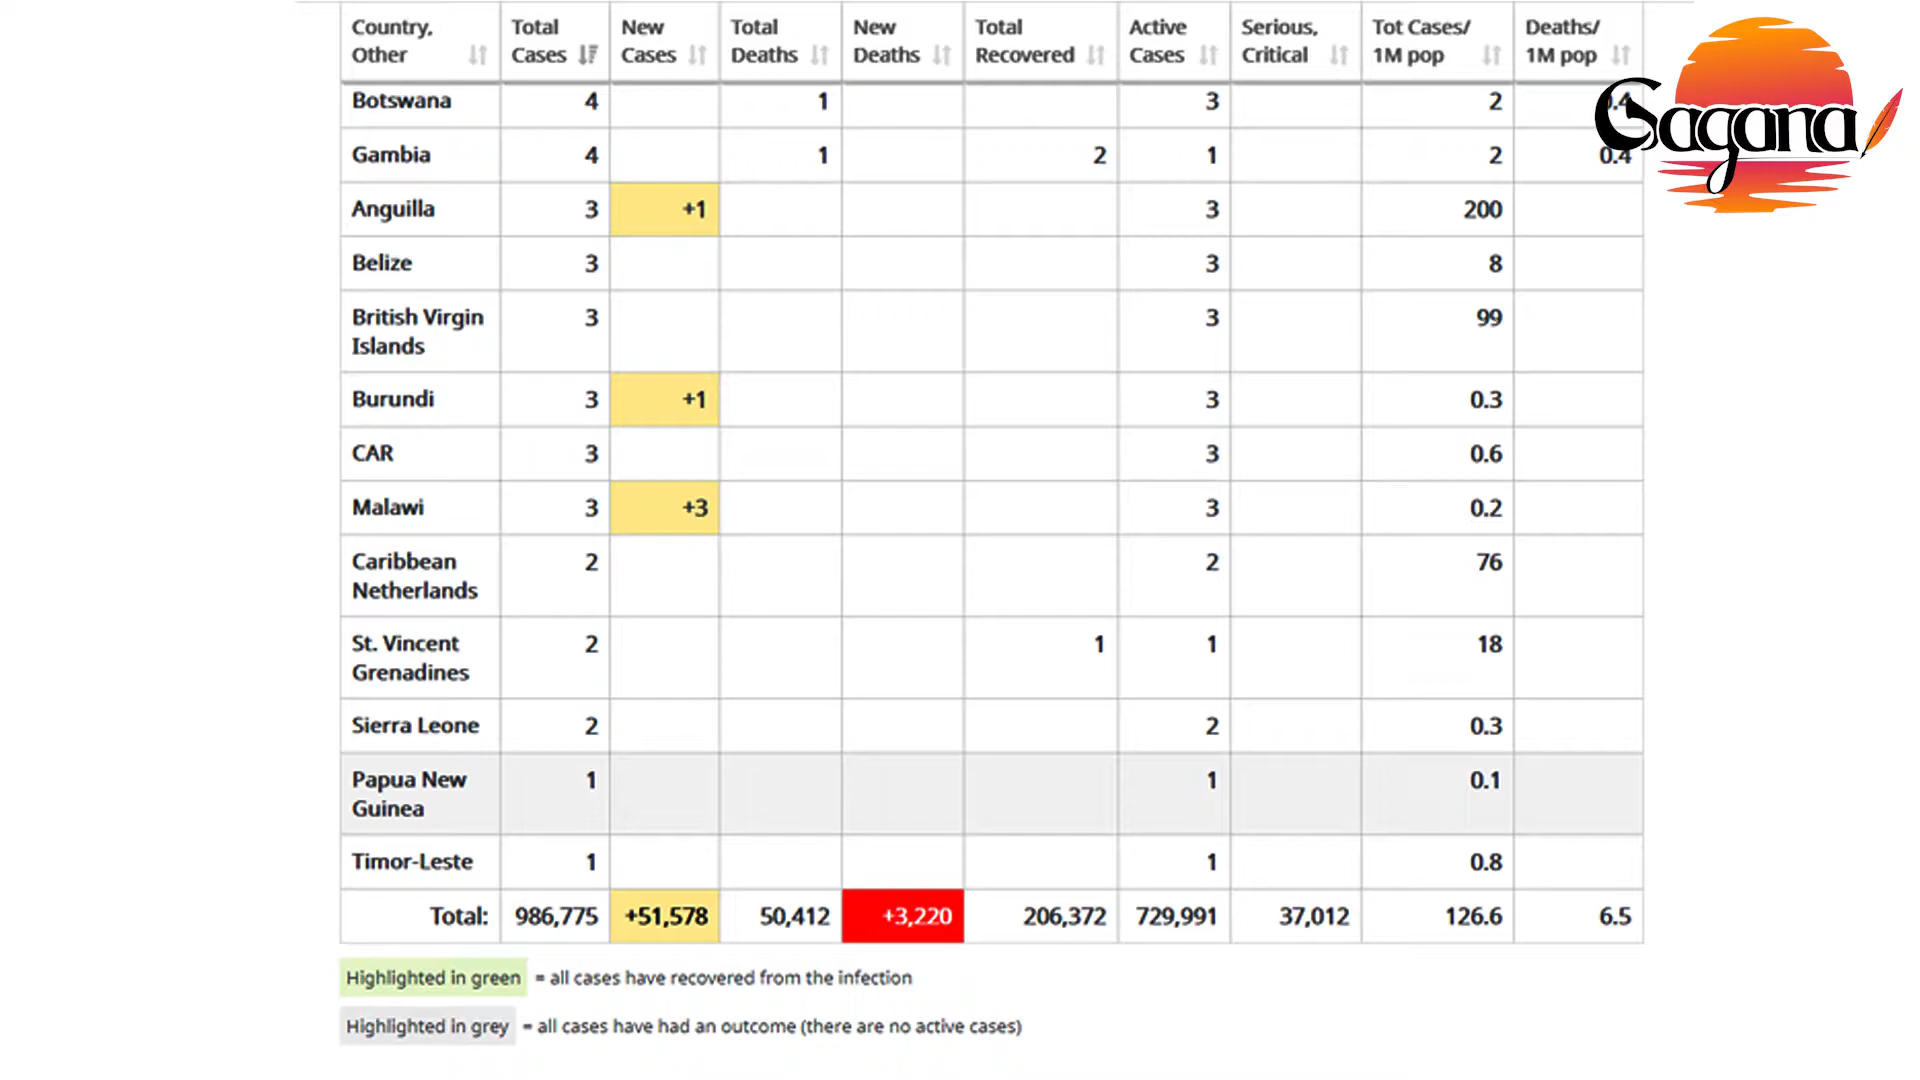 Country, Other Total Cases New Cases Total Deaths New Deaths Total Recovered Active Cases Serious, Critical Tot Cases/ 1M pop Deaths/ 1M pop
Botswana 4 1 3 2
Gambia 4 1 2 1 2 0.4
Anguilla 3 +1 3 200
Belize 3 3 8
British Virgin Islands 3 3 99
Burundi 3 +1 3 0.3
CAR 3 3 0.6
Malawi 3 +3 3 0.2
Caribbean Netherlands 2 2 76
St. Vincent Grenadines 2 1 1 18
Sierra Leone 2 2 0.3
Papua New Guinea 1 1 0.1
Timor-Leste 1 1 0.8
Total: 986,775 +51,578 50,412 +3,220 206,372 729,991 37,012 126.6 6.5
Highlighted in green = all cases have recovered from the infection
Highlighted in grey = all cases have had an outcome (there are no active cases)
Gagana